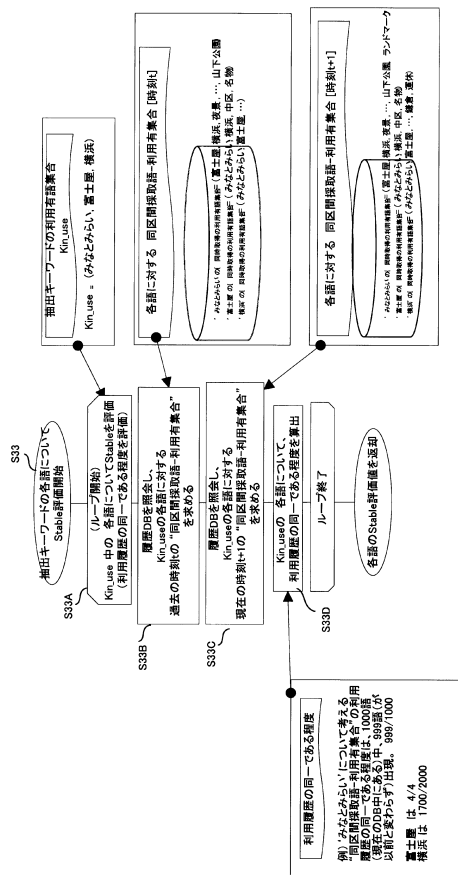 S33
抽出キーワードの各語について
Stable評価開始
S33A
(ループ開始)
Kin_use 中の 各語についてStableを評価
(利用履歴の同一である程度を評価)
S33B
履歴DBを照会し、
Kin_useの各語に対する
過去の時刻tの“同区間採取語-利用有集合”
を求める
S33C
履歴DBを照会し、
Kin_useの各語に対する
現在の時刻t+1の“同区間採取語-利用有集合”
を求める
S33D
Kin_useの 各語について、
利用履歴の同一である程度を算出
ループ終了
各語のStable評価値を返却
抽出キーワードの利用有語集合
Kin_use
Kin_use = (みなとみらい, 富士屋, 横浜)
各語に対する 同区間採取語-利用有集合 [時刻t]
'みなとみらい'の( 同時取得の利用有語集合)=(富士屋, 横浜, 夜景, …, 山下公園)
'富士屋'の( 同時取得の利用有語集合)=(みなとみらい, 横浜, 中区, 名物)
'横浜'の( 同時取得の利用有語集合)=(みなとみらい, 富士屋, …)
各語に対する 同区間採取語-利用有集合 [時刻t+1]
'みなとみらい'の( 同時取得の利用有語集合)=(富士屋, 横浜, 夜景, …, 山下公園, ランドマーク
'富士屋'の( 同時取得の利用有語集合)=(みなとみらい, 横浜, 中区, 名物)
'横浜'の( 同時取得の利用有語集合)=(みなとみらい, 富士屋, …, 鎌倉, 連休)
利用履歴の同一である程度
例) 'みなとみらい'について考える
“同区間採取語-利用有集合”の利用
履歴の同一である程度は、1000語
(現在のDB中にある)中、999語(が
以前と変わらず)出現。 999/1000
富士屋 は 4/4
横浜 は 1700/2000